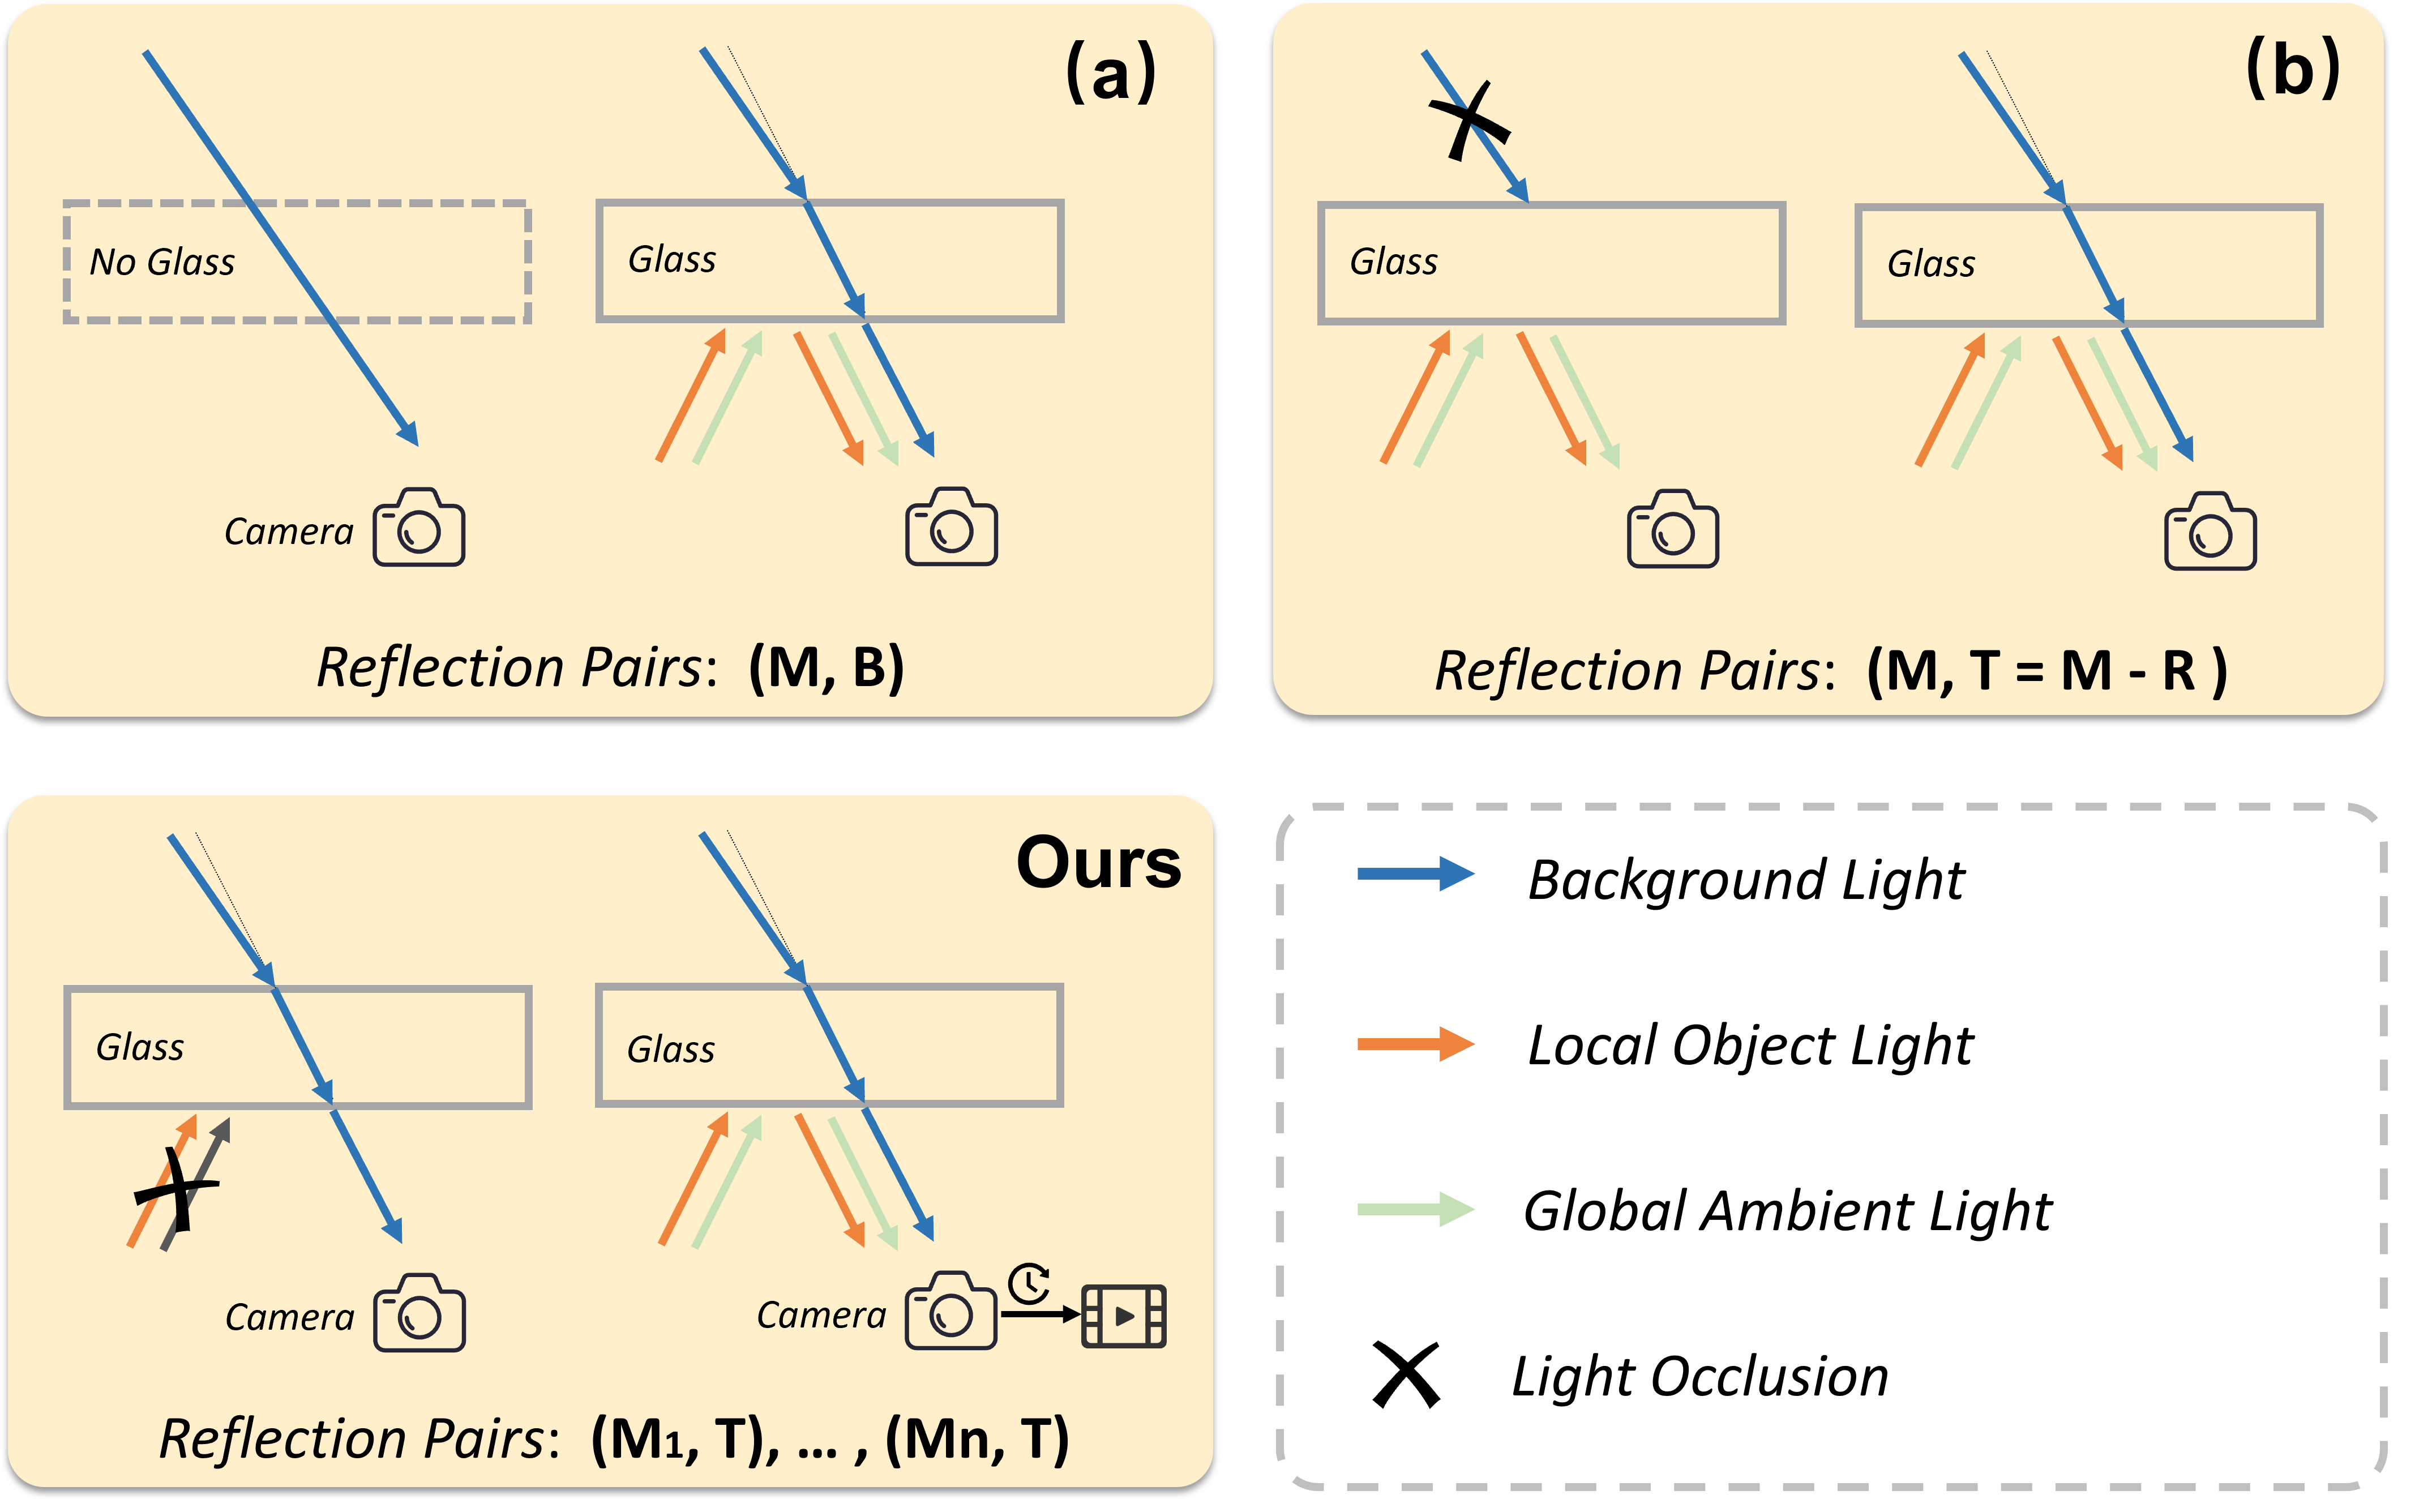 (a)
No Glass
Glass
Camera
Reflection Pairs: (M, B)
(b)
Glass
Glass
Reflection Pairs: (M, T = M - R )
Ours
Glass
Glass
Camera
Camera
Reflection Pairs: (M1, T), ... , (Mn, T)
Background Light
Local Object Light
Global Ambient Light
Light Occlusion